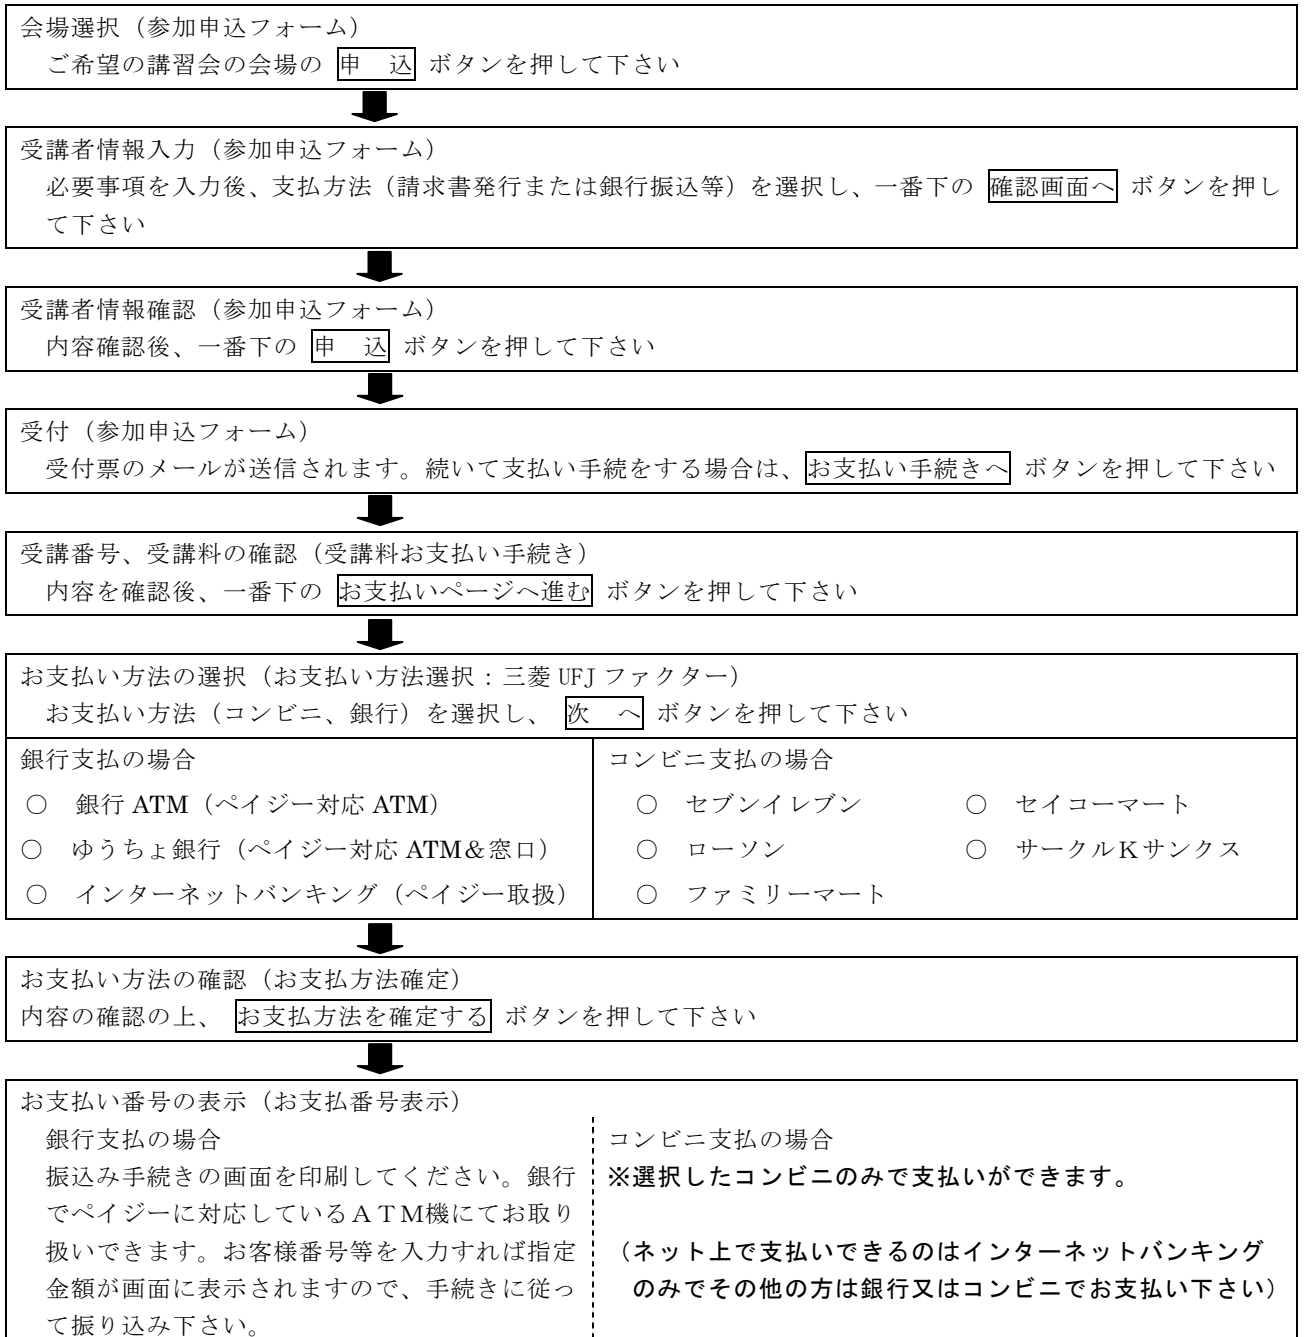 会場選択（参加申込フォーム）
ご希望の講習会の会場の 申　込 ボタンを押して下さい
受講者情報入力（参加申込フォーム）
必要事項を入力後、支払方法（請求書発行または銀行振込等）を選択し、一番下の 確認画面へ ボタンを押し
て下さい
受講者情報確認（参加申込フォーム）
内容確認後、一番下の 申　込 ボタンを押して下さい
受付（参加申込フォーム）
受付票のメールが送信されます。続いて支払い手続をする場合は、お支払い手続きへ ボタンを押して下さい
受講番号、受講料の確認（受講料お支払い手続き）
内容を確認後、一番下の お支払いページへ進む ボタンを押して下さい
お支払い方法の選択（お支払い方法選択：三菱 UFJ ファクター）
お支払い方法（コンビニ、銀行）を選択し、 次　へ ボタンを押して下さい
銀行支払の場合
○　銀行 ATM（ペイジー対応 ATM）
○　ゆうちょ銀行（ペイジー対応 ATM＆窓口）
○　インターネットバンキング（ペイジー取扱）
コンビニ支払の場合
○　セブンイレブン　　　　○　セイコーマート
○　ローソン　　　　　　　○　サークルＫサンクス
○　ファミリーマート
お支払い方法の確認（お支払方法確定）
内容の確認の上、 お支払方法を確定する ボタンを押して下さい
お支払い番号の表示（お支払番号表示）
銀行支払の場合
振込み手続きの画面を印刷してください。銀行
でペイジーに対応しているＡＴＭ機にてお取り
扱いできます。お客様番号等を入力すれば指定
金額が画面に表示されますので、手続きに従っ
て振り込み下さい。
コンビニ支払の場合
※選択したコンビニのみで支払いができます。
（ネット上で支払いできるのはインターネットバンキング
のみでその他の方は銀行又はコンビニでお支払い下さい）